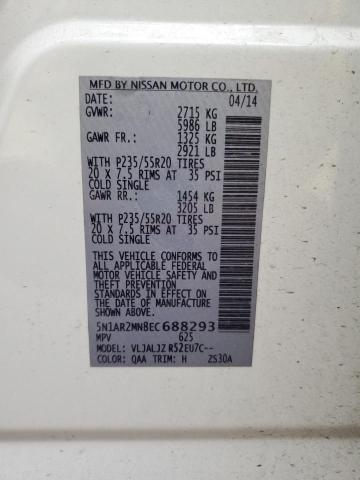 MFD BY NISSAN MOTOR CO., LTD.
DATE: 04/14
GVWR: 2715 KG
5986 LB
GAWR FR.: 1325 KG
2921 LB
WITH P235/55R20 TIRES
20 X 7.5 RIMS AT 35 PSI
COLD SINGLE
GAWR RR.: 1454 KG
3205 LB
WITH P235/55R20 TIRES
20 X 7.5 RIMS AT 35 PSI
COLD SINGLE
THIS VEHICLE CONFORMS TO
ALL APPLICABLE FEDERAL
MOTOR VEHICLE SAFETY AND
THEFT PREVENTION
STANDARDS IN EFFECT ON
THE DATE OF MANUFACTURE
SHOWN ABOVE.
5N1AR2MN8EC688293
MPV 625
MODEL: VLJALJZ R52EU7C--
COLOR: QAA TRIM: H ZS30A